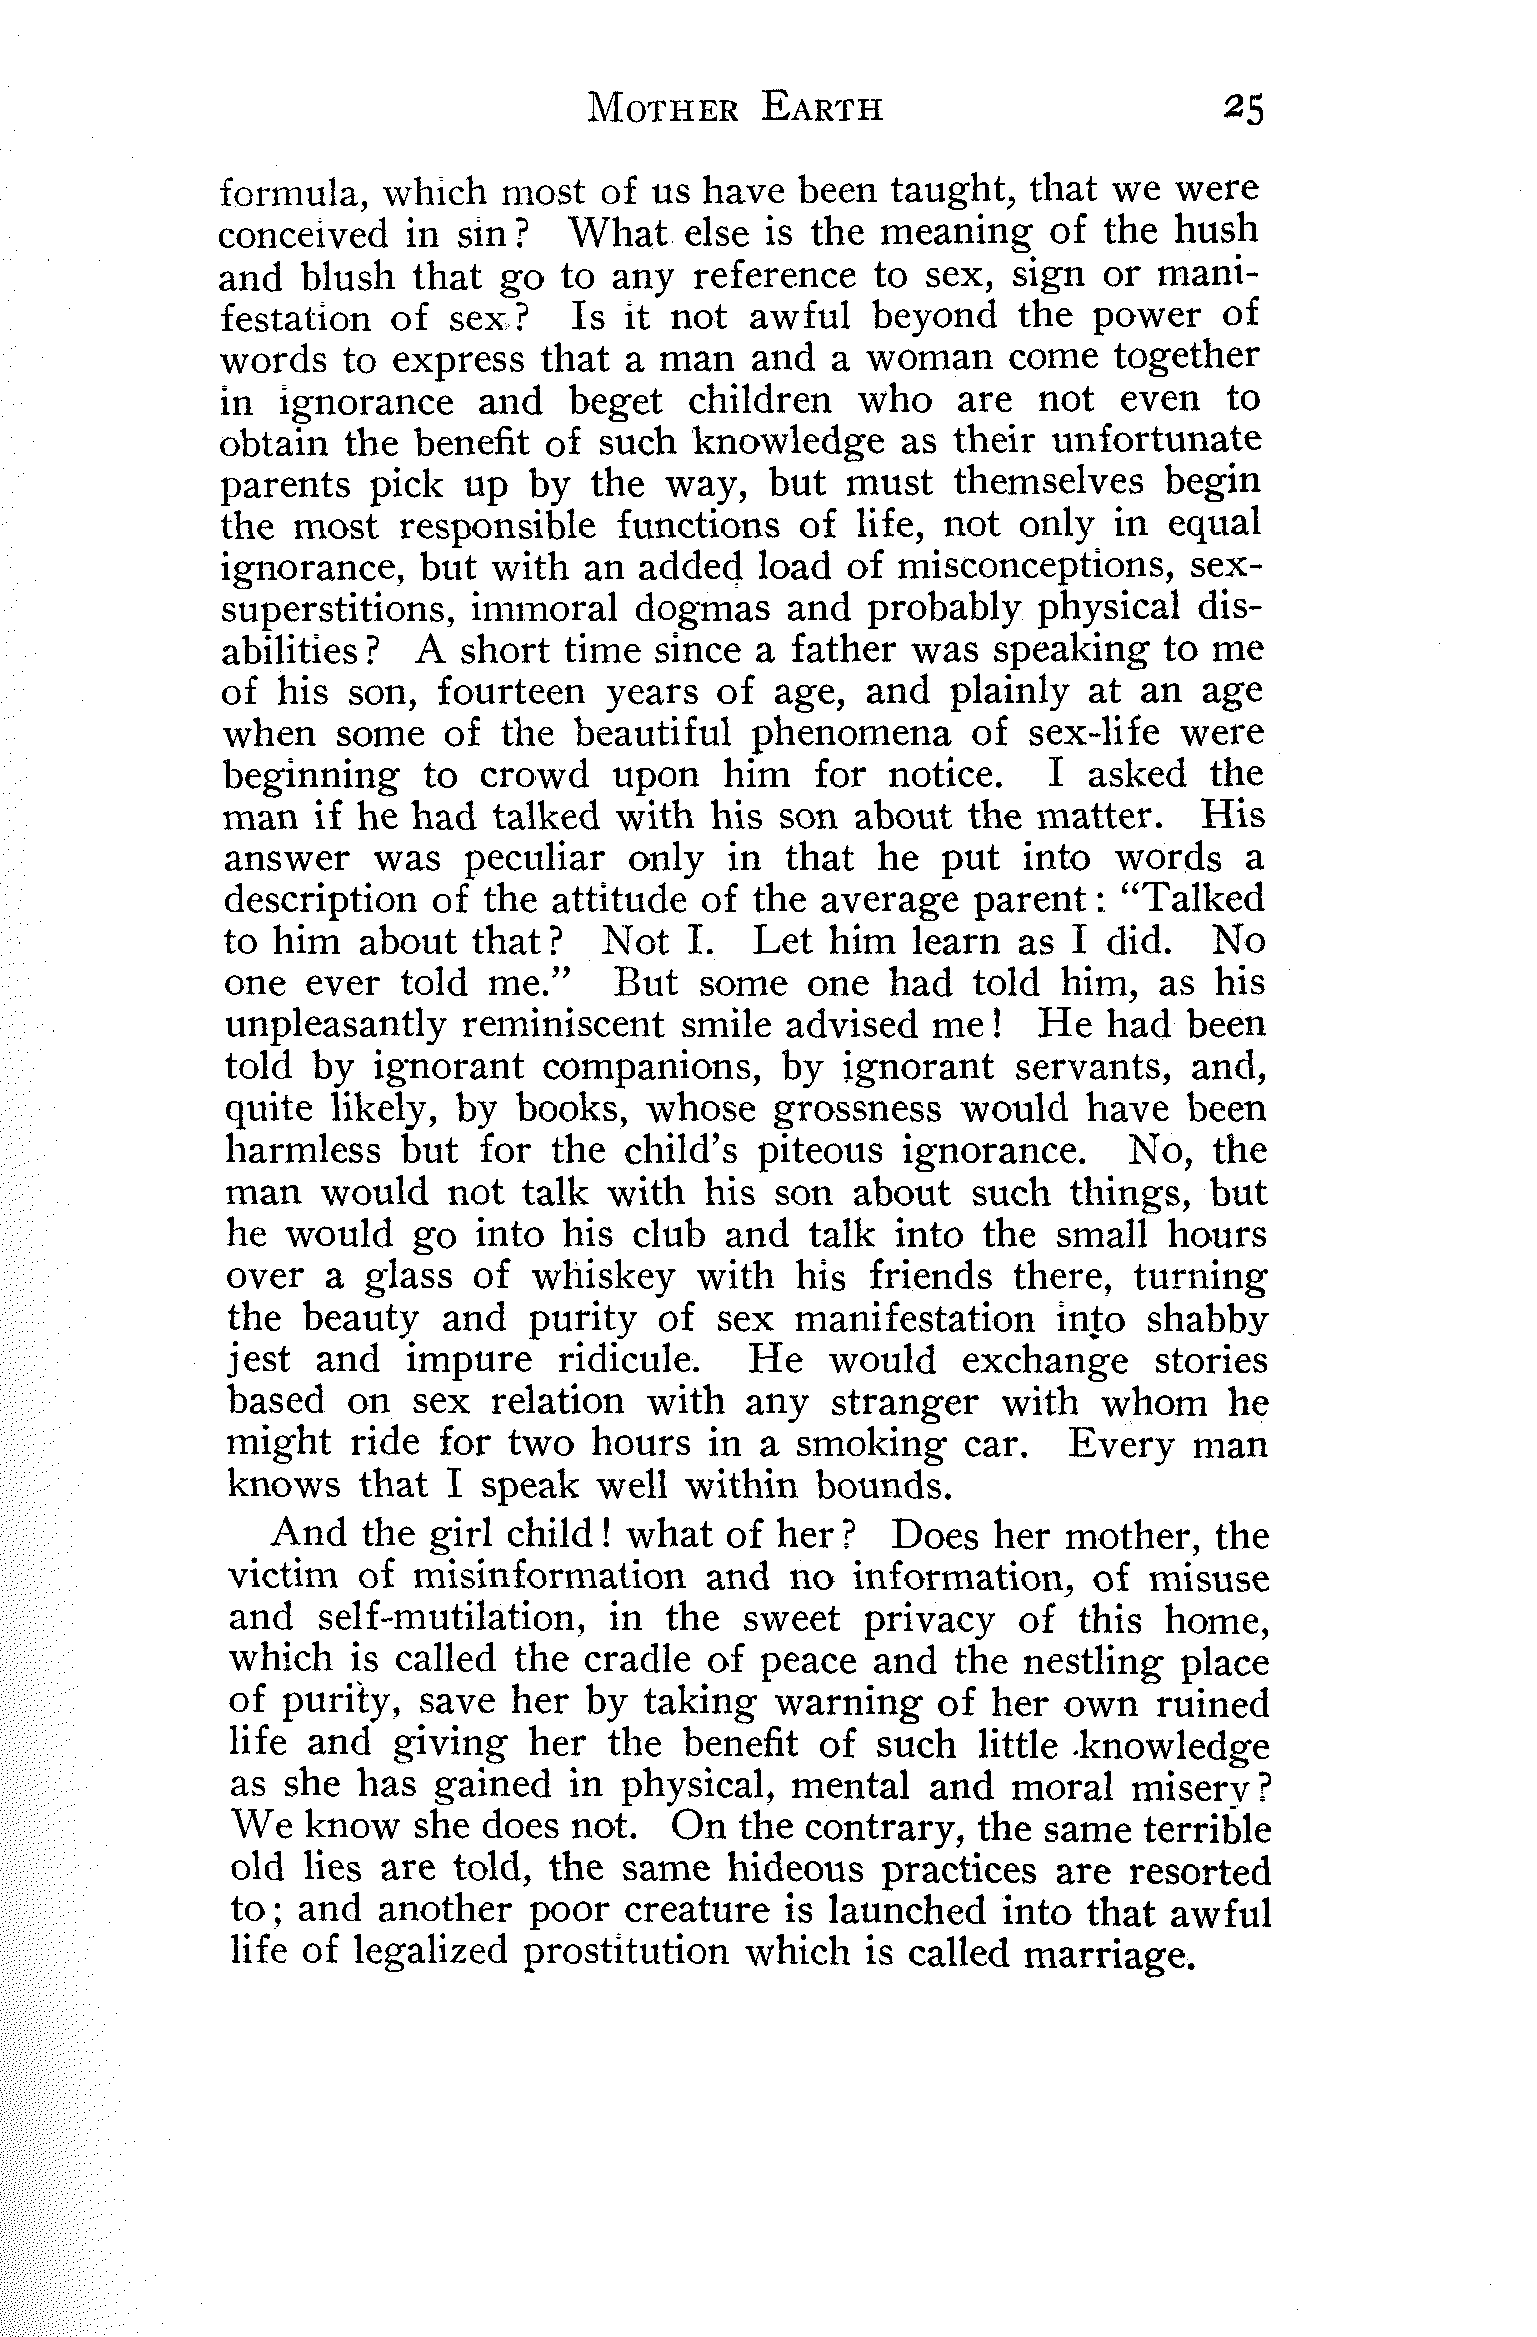 MOTHER EARTH 25
formula, which most of us have been taught, that we were
conceived in sin? What else is the meaning of the hush
and blush that go to any reference to sex, sign or mani-
festation of sex? Is it not awful beyond the power of
words to express that a man and a woman come together
in ignorance and beget children who are not even to
obtain the benefit of such knowledge as their unfortunate
parents pick up by the way, but must themselves begin
the most responsible functions of life, not only in equal
ignorance, but with an added load of misconceptions, sex-
superstitions, immoral dogmas and probably physical dis-
abilities? A short time since a father was speaking to me
of his son, fourteen years of age, and plainly at an age
when some of the beautiful phenomena of sex-life were
beginning to crowd upon him for notice. I asked the
man if he had talked with his son about the matter. His
answer was peculiar only in that he put into words a
description of the attitude of the average parent: “Talked
to him about that? Not I. Let him learn as I did. No
one ever told me.” But some one had told him, as his
unpleasantly reminiscent smile advised me! He had been
told by ignorant companions, by ignorant servants, and,
quite likely, by books, whose grossness would have been
harmless but for the child’s piteous ignorance. No, the
man would not talk with his son about such things, but
he would go into his club and talk into the small hours
over a glass of whiskey with his friends there, turning
the beauty and purity of sex manifestation into shabby
jest and impure ridicule. He would exchange stories
based on sex relation with any stranger with whom he
might ride for two hours in a smoking car. Every man
knows that I speak well within bounds.
And the girl child! what of her? Does her mother, the
victim of misinformation and no information, of misuse
and self-mutilation, in the sweet privacy of this home,
which is called the cradle of peace and the nestling place
of purity, save her by taking warning of her own ruined
life and giving her the benefit of such little knowledge
as she has gained in physical, mental and moral misery?
We know she does not. On the contrary, the same terrible
old lies are told, the same hideous practices are resorted
to; and another poor creature is launched into that awful
life of legalized prostitution which is called marriage.